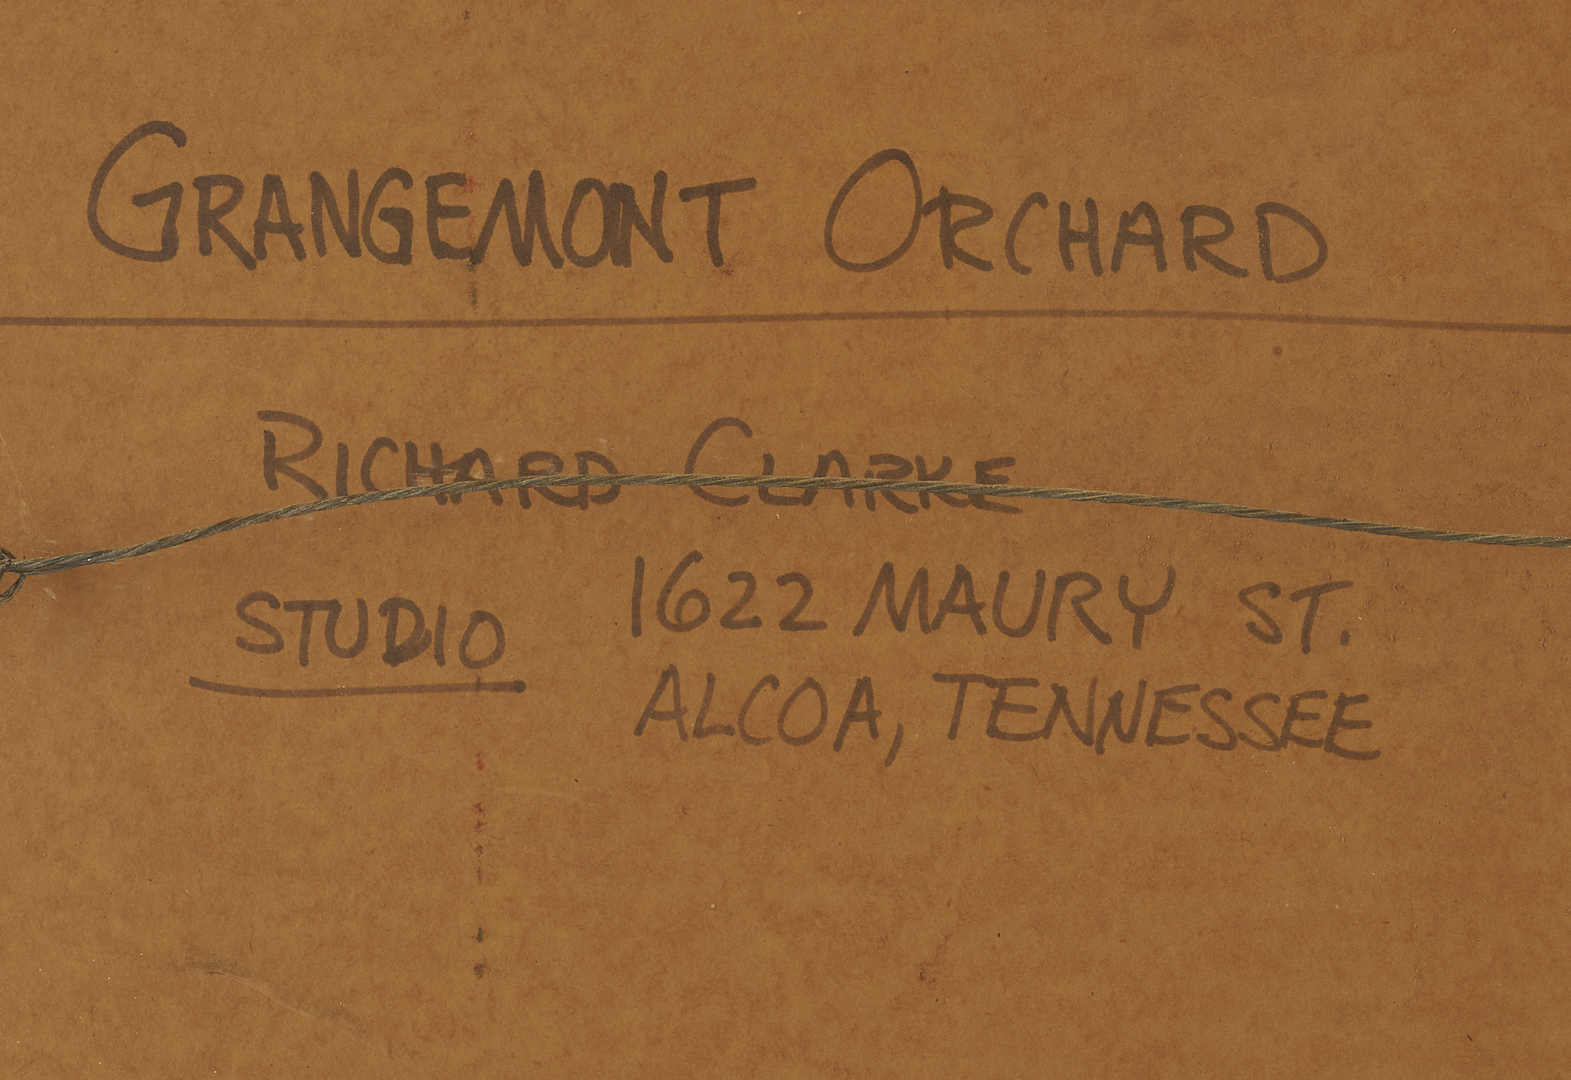 GRANGEMONT ORCHARD
RICHARD CLARKE
STUDIO 1622 MAURY ST.
ALCOA, TENNESSEE